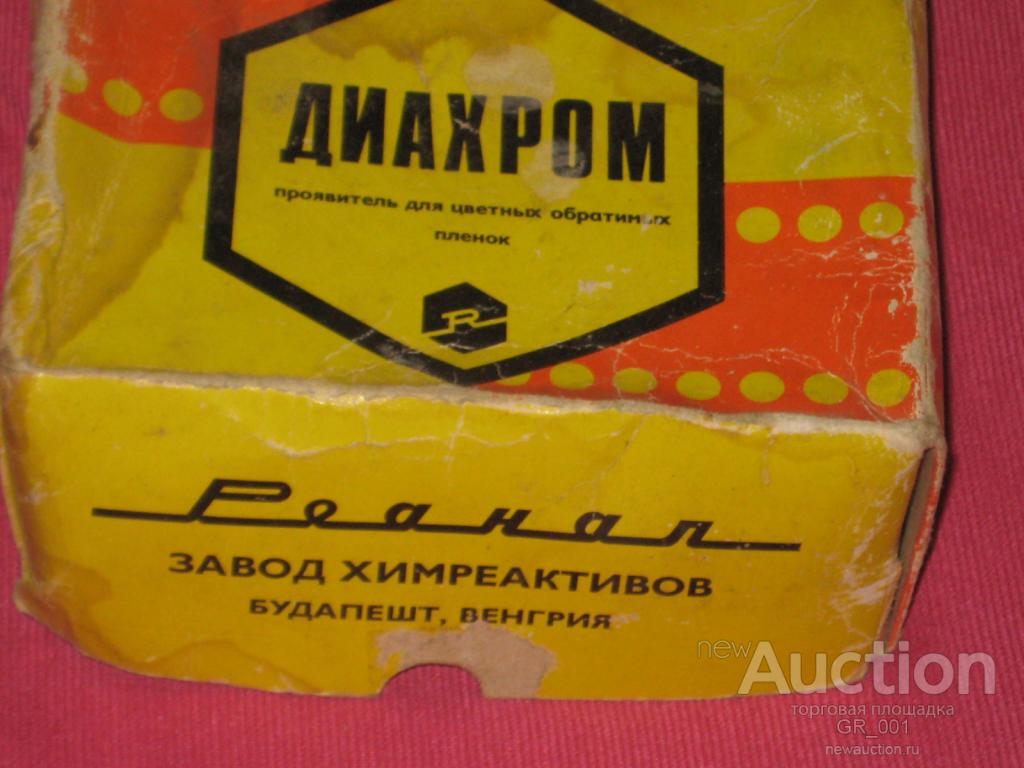 ДИАХРОМ
проявитель для цветных обратимых
пленок
R
Реанал
ЗАВОД ХИМРЕАКТИВОВ
БУДАПЕШТ, ВЕНГРИЯ
newAuction
торговая площадка
GR_001
newauction.ru